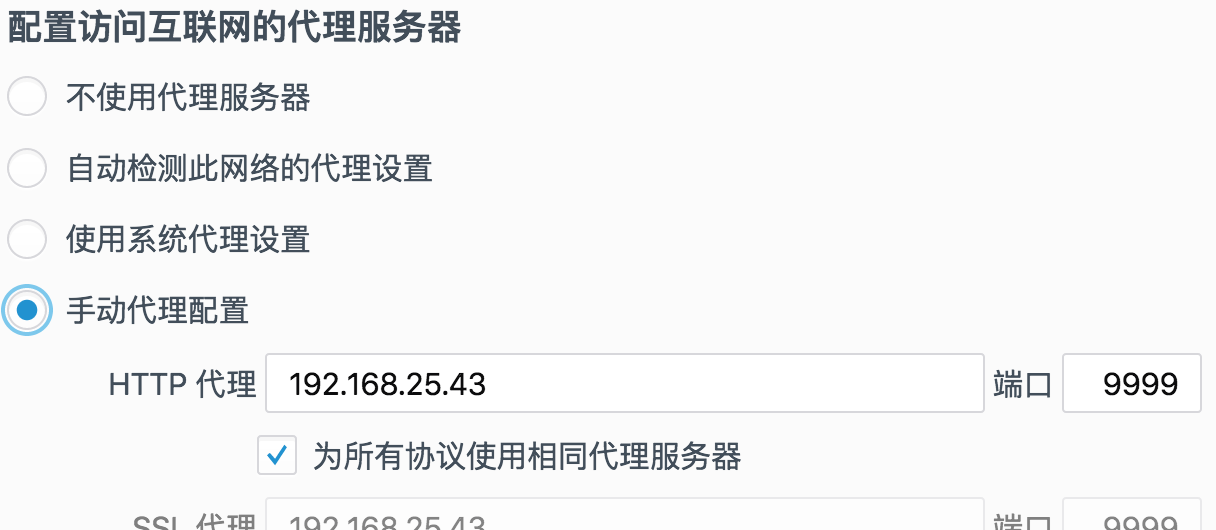 配置访问互联网的代理服务器
不使用代理服务器
自动检测此网络的代理设置
使用系统代理设置
手动代理配置
HTTP 代理 192.168.25.43 端口 9999
为所有协议使用相同代理服务器
SSL 代理 192.168.25.43 端口 9999